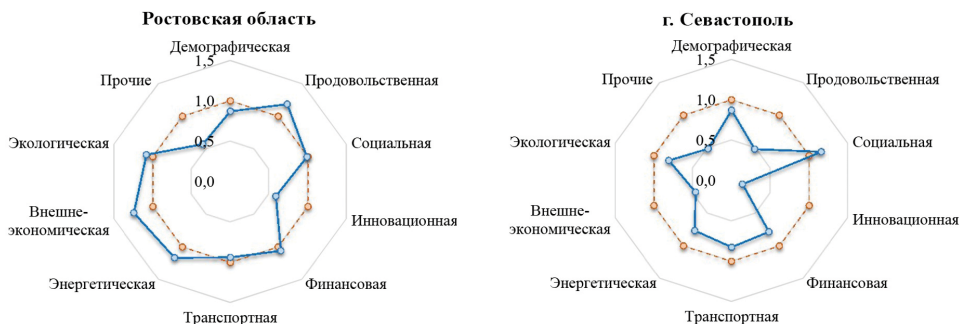 Ростовская область
Демографическая
1,5
Прочие
Продовольственная
1,0
Экологическая
0,5
Социальная
0,0
Внешне-
экономическая
Инновационная
Энергетическая
Финансовая
Транспортная
г. Севастополь
Демографическая
1,5
Прочие
Продовольственная
1,0
Экологическая
0,5
Социальная
0,0
Внешне-
экономическая
Инновационная
Энергетическая
Финансовая
Транспортная